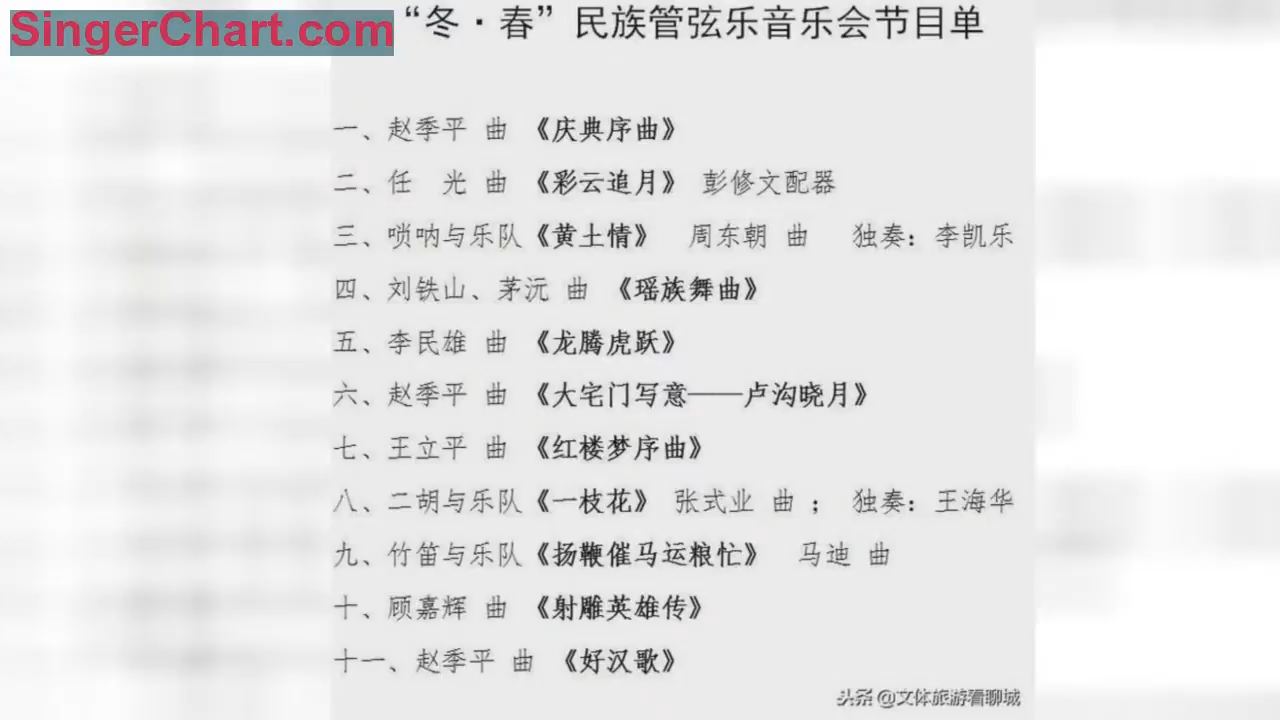 SingerChart.com
“冬·春”民族管弦乐音乐会节目单
一、赵季平 曲 《庆典序曲》
二、任 光 曲 《彩云追月》 彭修文配器
三、唢呐与乐队《黄土情》 周东朝 曲 独奏：李凯乐
四、刘铁山、茅沅 曲 《瑶族舞曲》
五、李民雄 曲 《龙腾虎跃》
六、赵季平 曲 《大宅门写意——卢沟晓月》
七、王立平 曲 《红楼梦序曲》
八、二胡与乐队《一枝花》 张式业 曲 ； 独奏：王海华
九、竹笛与乐队《扬鞭催马运粮忙》 马迪 曲
十、顾嘉辉 曲 《射雕英雄传》
十一、赵季平 曲 《好汉歌》
头条 @文体旅游看聊城